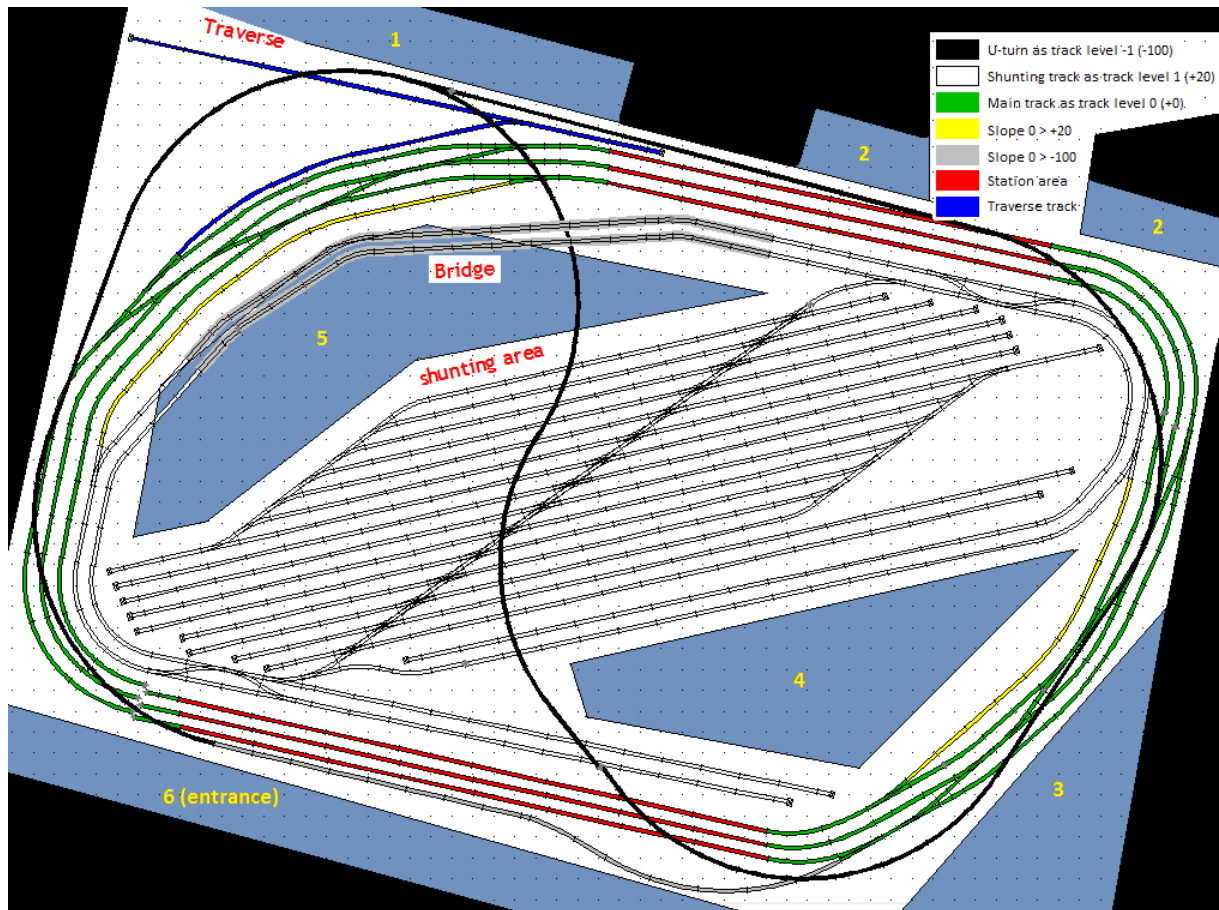 Traverse
1
U-turn as track level -1 (-100)
Shunting track as track level 1 (+20)
Main track as track level 0 (+0).
Slope 0 > +20
Slope 0 > -100
Station area
Traverse track
2
2
Bridge
5
shunting area
4
3
6 (entrance)